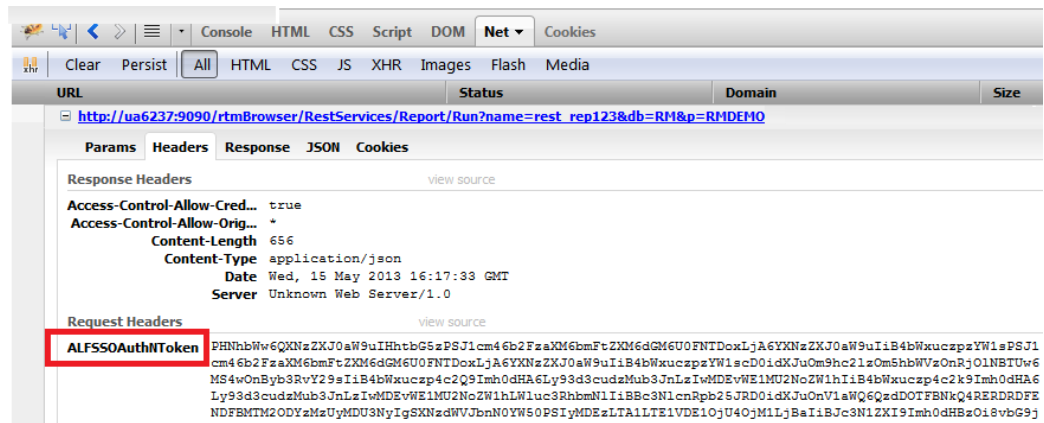 Console HTML CSS Script DOM Net Cookies
xhr Clear Persist All HTML CSS JS XHR Images Flash Media
URL Status Domain Size
http://ua6237:9090/rtmBrowser/RestServices/Report/Run?name=rest_rep123&db=RM&p=RMDEMO
Params Headers Response JSON Cookies
Response Headers view source
Access-Control-Allow-Cred... true
Access-Control-Allow-Orig... *
Content-Length 656
Content-Type application/json
Date Wed, 15 May 2013 16:17:33 GMT
Server Unknown Web Server/1.0
Request Headers view source
ALFSSOAuthNToken PHNhbWw6QXNzZXJ0aW9uIHhtbG5zPSJ1cm46b2FzaXM6bmFtZXM6dGM6U0FNTDoxLjA6YXNzZXJ0aW9uIiB4bWxuczpzYW1sPSJ1
cm46b2FzaXM6bmFtZXM6dGM6U0FNTDoxLjA6YXNzZXJ0aW9uIiB4bWxuczpzYW1scD0idXJuOm9hc2lzOm5hbWVzOnRjOlNBTUw6
MS4wOnByb3RvY29sIiB4bWxuczp4c2Q9Imh0dHA6Ly93d3cudzMub3JnLzIwMDEvWE1MU2NoZW1hIiB4bWxuczp4c2k9Imh0dHA6
Ly93d3cudzMub3JnLzIwMDEvWE1MU2NoZW1hLWluc3RhbmNlIiBBc3NlcnRpb25JRD0idXJuOnV1aWQ6QzdDOTFBNkQ4RERDRDFE
NDFBMTM2ODYzMzUyMDU3NyIgSXNzdWVJbnN0YW50PSIyMDEzLTA1LTE1VDE1OjU4OjM1LjBaIiBJc3N1ZXI9Imh0dHBzOi8vbG9j